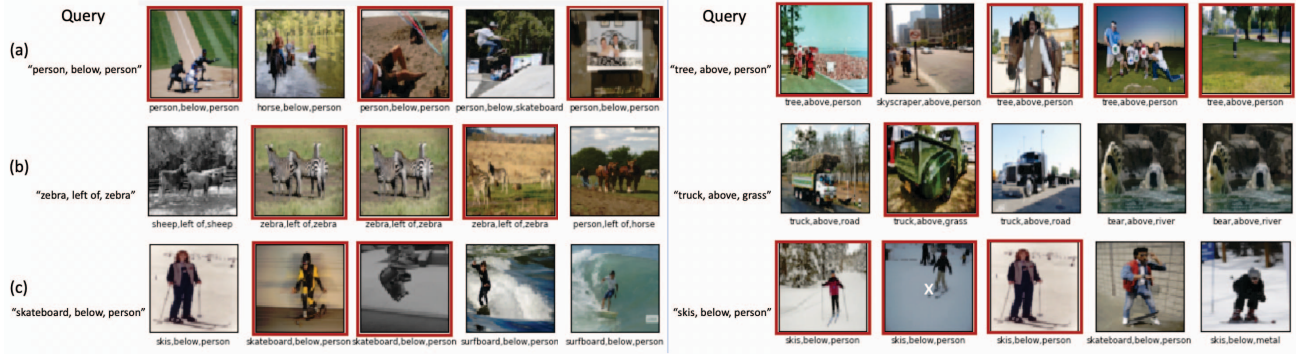 Query
(a)
"person, below, person"
person,below,person
horse,below,person
person,below,person
person,below,skateboard
person,below,person
(b)
"zebra, left of, zebra"
sheep,left of,sheep
zebra,left of,zebra
zebra,left of,zebra
zebra,left of,zebra
person,left of,horse
(c)
"skateboard, below, person"
skis,below,person
skateboard,below,person
skateboard,below,person
surfboard,below,person
surfboard,below,person
Query
"tree, above, person"
tree,above,person
skyscraper,above,person
tree,above,person
tree,above,person
tree,above,person
"truck, above, grass"
truck,above,road
truck,above,grass
truck,above,road
bear,above,river
bear,above,river
"skis, below, person"
X
skis,below,person
skis,below,person
skis,below,person
skateboard,below,person
skis,below,metal